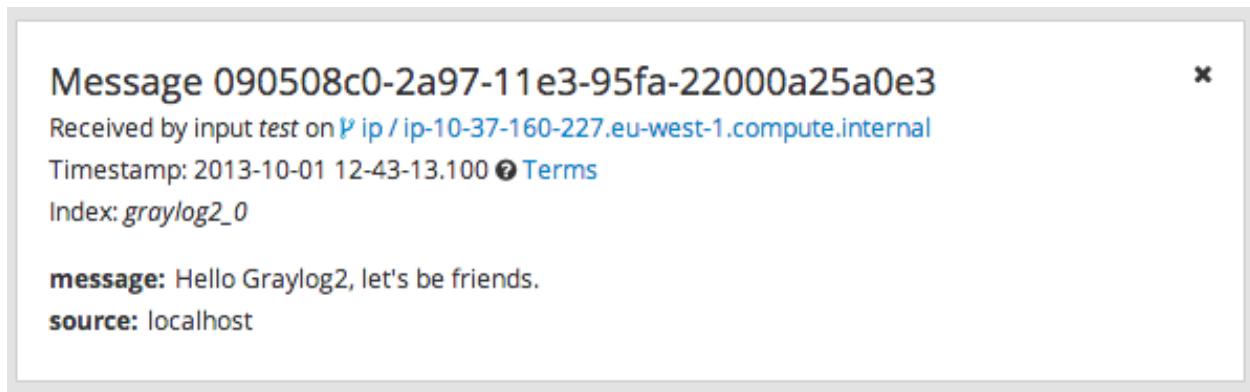 Message 090508c0-2a97-11e3-95fa-22000a25a0e3
Received by input test on ip / ip-10-37-160-227.eu-west-1.compute.internal
Timestamp: 2013-10-01 12-43-13.100 Terms
Index: graylog2_0
message: Hello Graylog2, let's be friends.
source: localhost